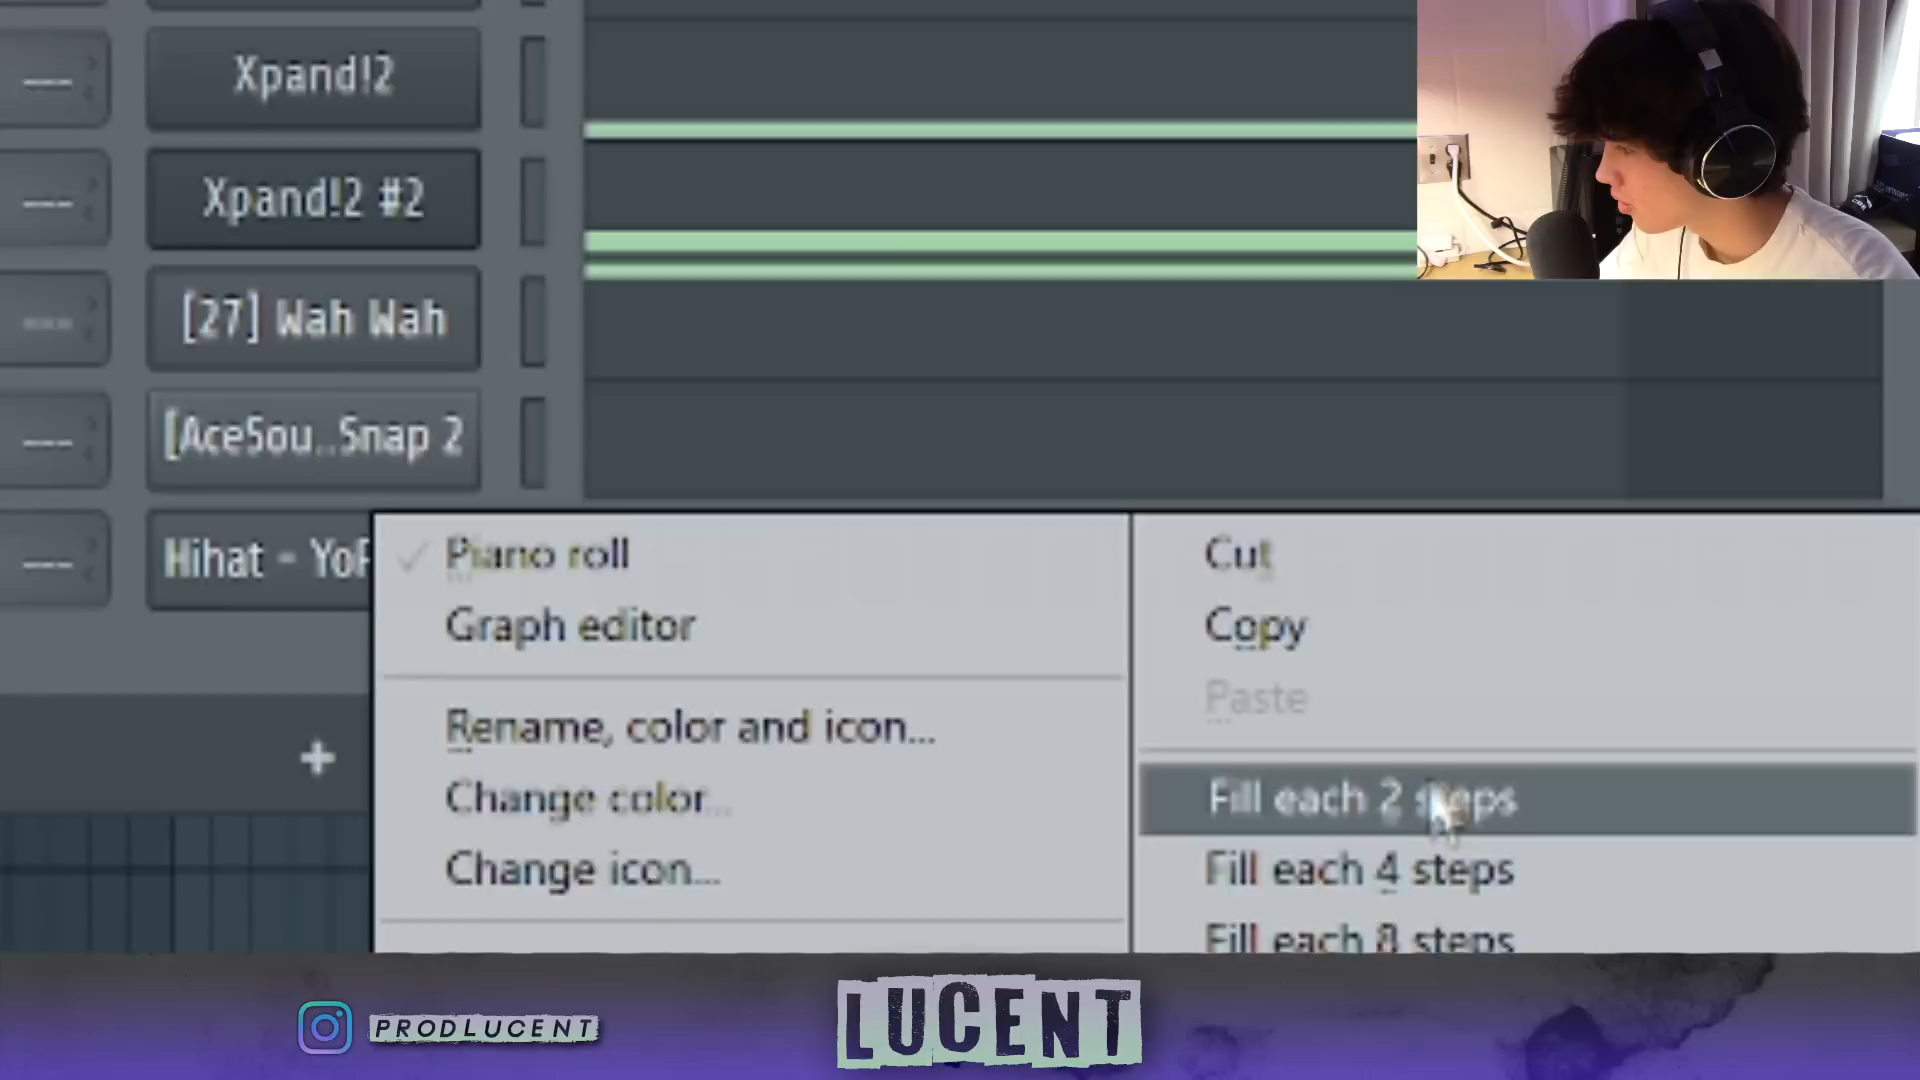 Xpand!2
Xpand!2 #2
[27] Wah Wah
[AceSou..Snap 2
Hihat - Yo
Piano roll
Graph editor
Rename, color and icon...
Change color...
Change icon...
Cut
Copy
Paste
Fill each 2 steps
Fill each 4 steps
Fill each 8 steps
PRODLUCENT
LUCENT